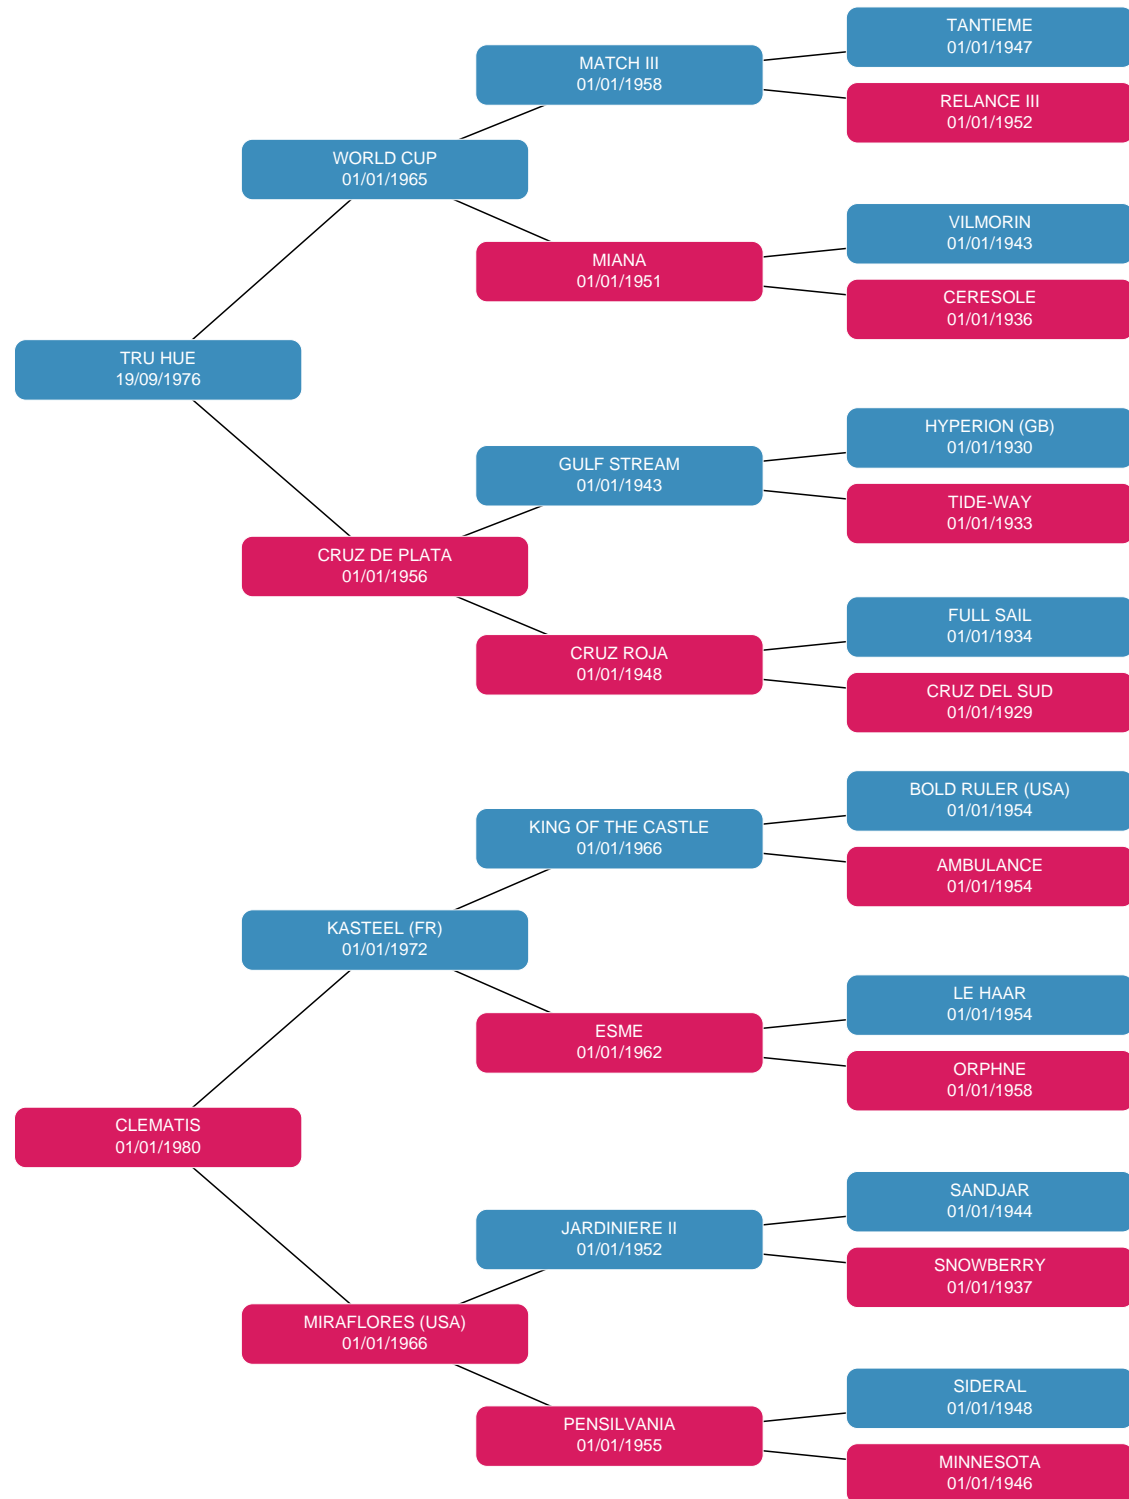 TANTIEME
01/01/1947
MATCH III
01/01/1958
RELANCE III
01/01/1952
WORLD CUP
01/01/1965
VILMORIN
01/01/1943
MIANA
01/01/1951
CERESOLE
01/01/1936
TRU HUE
19/09/1976
HYPERION (GB)
01/01/1930
GULF STREAM
01/01/1943
TIDE-WAY
01/01/1933
CRUZ DE PLATA
01/01/1956
FULL SAIL
01/01/1934
CRUZ ROJA
01/01/1948
CRUZ DEL SUD
01/01/1929
BOLD RULER (USA)
01/01/1954
KING OF THE CASTLE
01/01/1966
AMBULANCE
01/01/1954
KASTEEL (FR)
01/01/1972
LE HAAR
01/01/1954
ESME
01/01/1962
ORPHNE
01/01/1958
CLEMATIS
01/01/1980
SANDJAR
01/01/1944
JARDINIERE II
01/01/1952
SNOWBERRY
01/01/1937
MIRAFLORES (USA)
01/01/1966
SIDERAL
01/01/1948
PENSILVANIA
01/01/1955
MINNESOTA
01/01/1946